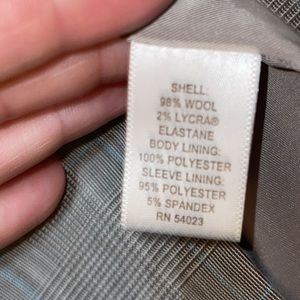 SHELL:
98% WOOL
2% LYCRA®
ELASTANE
BODY LINING:
100% POLYESTER
SLEEVE LINING:
95% POLYESTER
5% SPANDEX
RN 54023